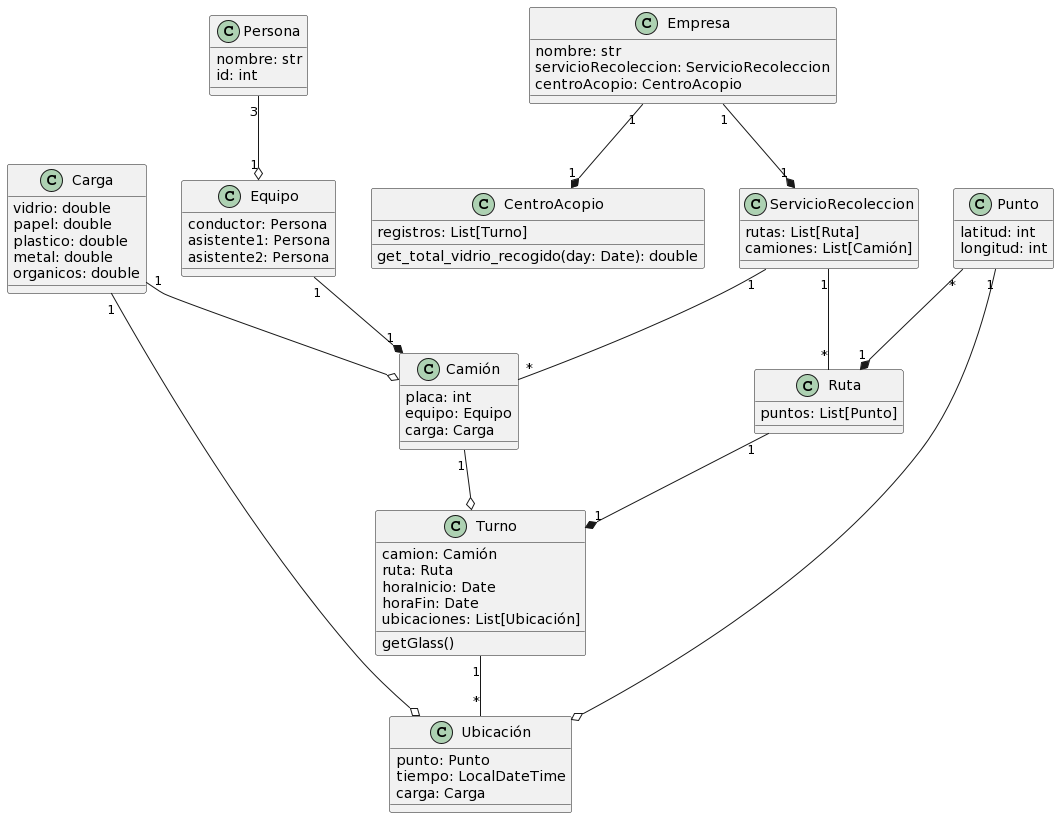 C Persona
nombre: str
id: int
C Empresa
nombre: str
servicioRecoleccion: ServicioRecoleccion
centroAcopio: CentroAcopio
3
1
1
1
1
1
C Carga
vidrio: double
papel: double
plastico: double
metal: double
organicos: double
C Equipo
conductor: Persona
asistente1: Persona
asistente2: Persona
C CentroAcopio
registros: List[Turno]
get_total_vidrio_recogido(day: Date): double
C ServicioRecoleccion
rutas: List[Ruta]
camiones: List[Camión]
C Punto
latitud: int
longitud: int
1
1
1
1
1
*
1
1
*
*
1
C Camión
placa: int
equipo: Equipo
carga: Carga
C Ruta
puntos: List[Punto]
1
1
1
C Turno
camion: Camión
ruta: Ruta
horaInicio: Date
horaFin: Date
ubicaciones: List[Ubicación]
getGlass()
1
*
C Ubicación
punto: Punto
tiempo: LocalDateTime
carga: Carga